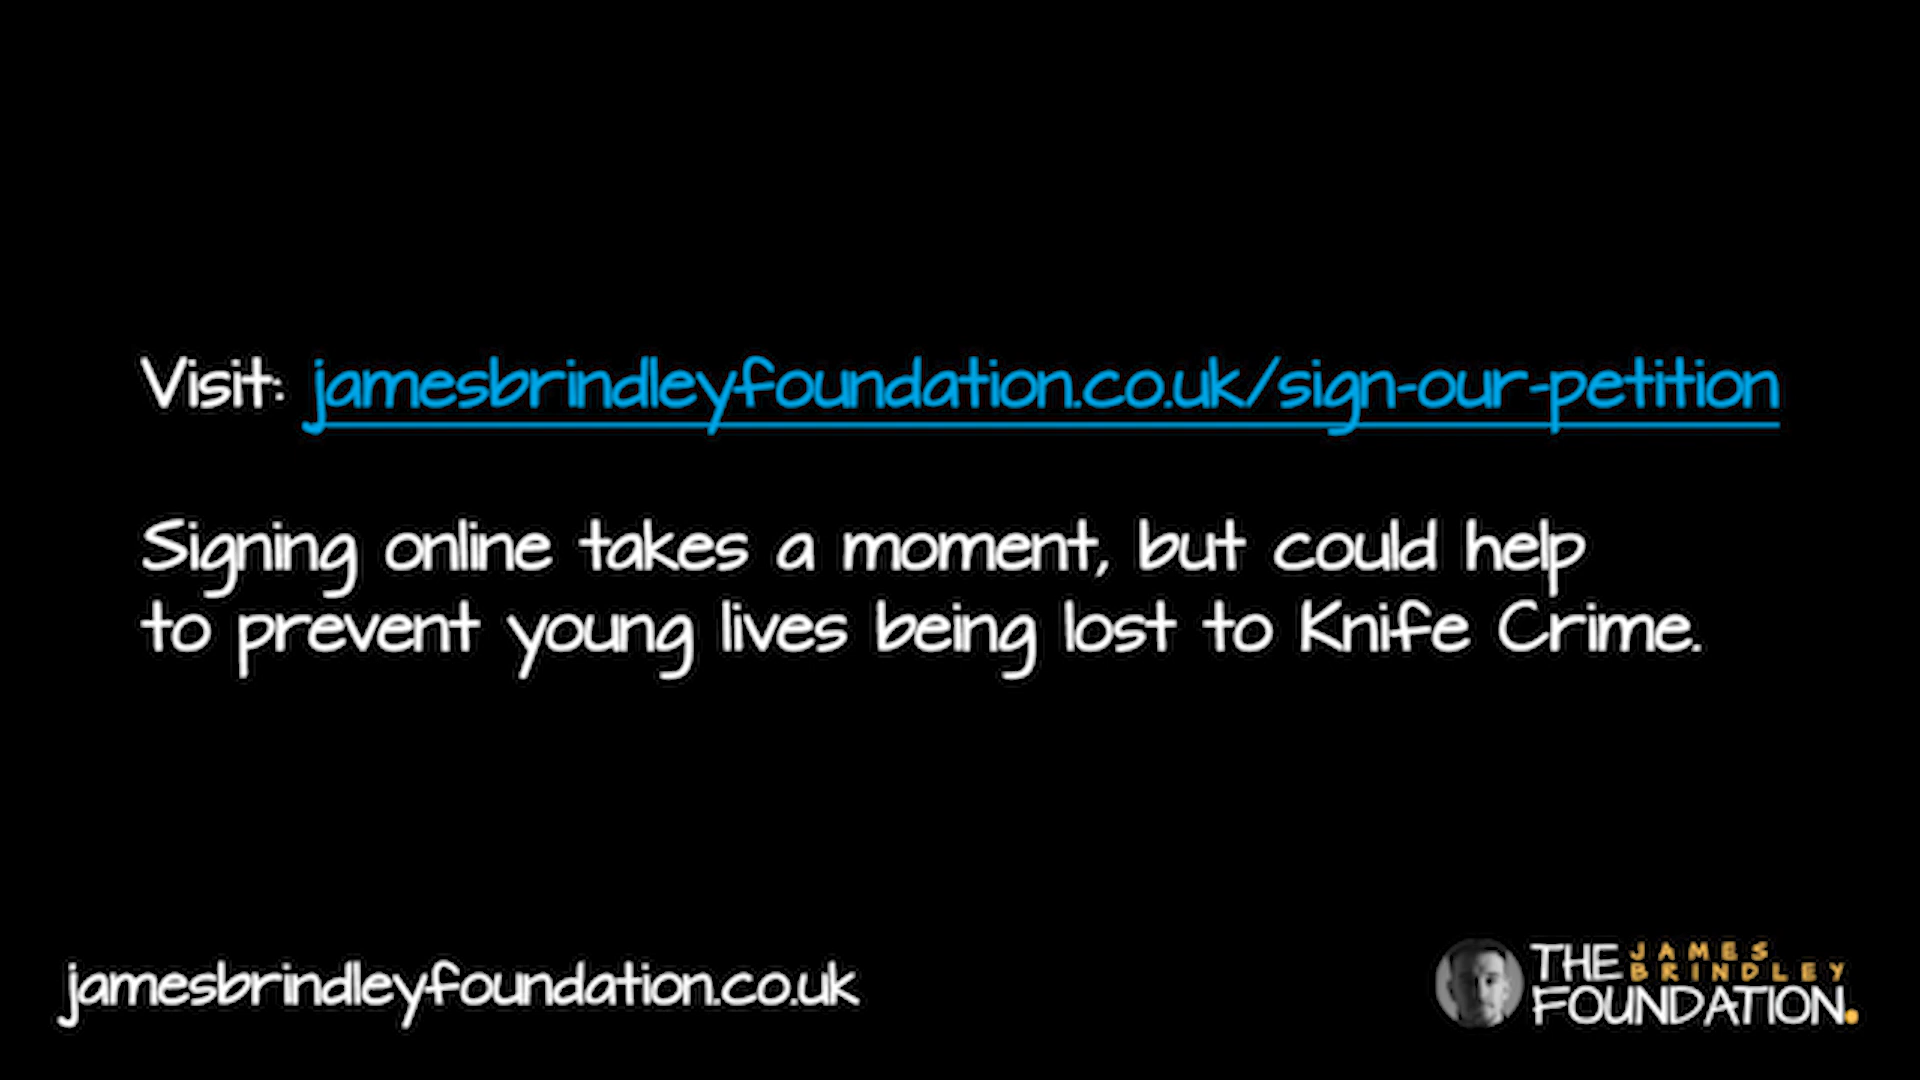 Visit: jamesbrindleyfoundation.co.uk/sign-our-petition
Signing online takes a moment, but could help
to prevent young lives being lost to Knife Crime.
jamesbrindleyfoundation.co.uk
THE JAMES BRINDLEY
FOUNDATION.